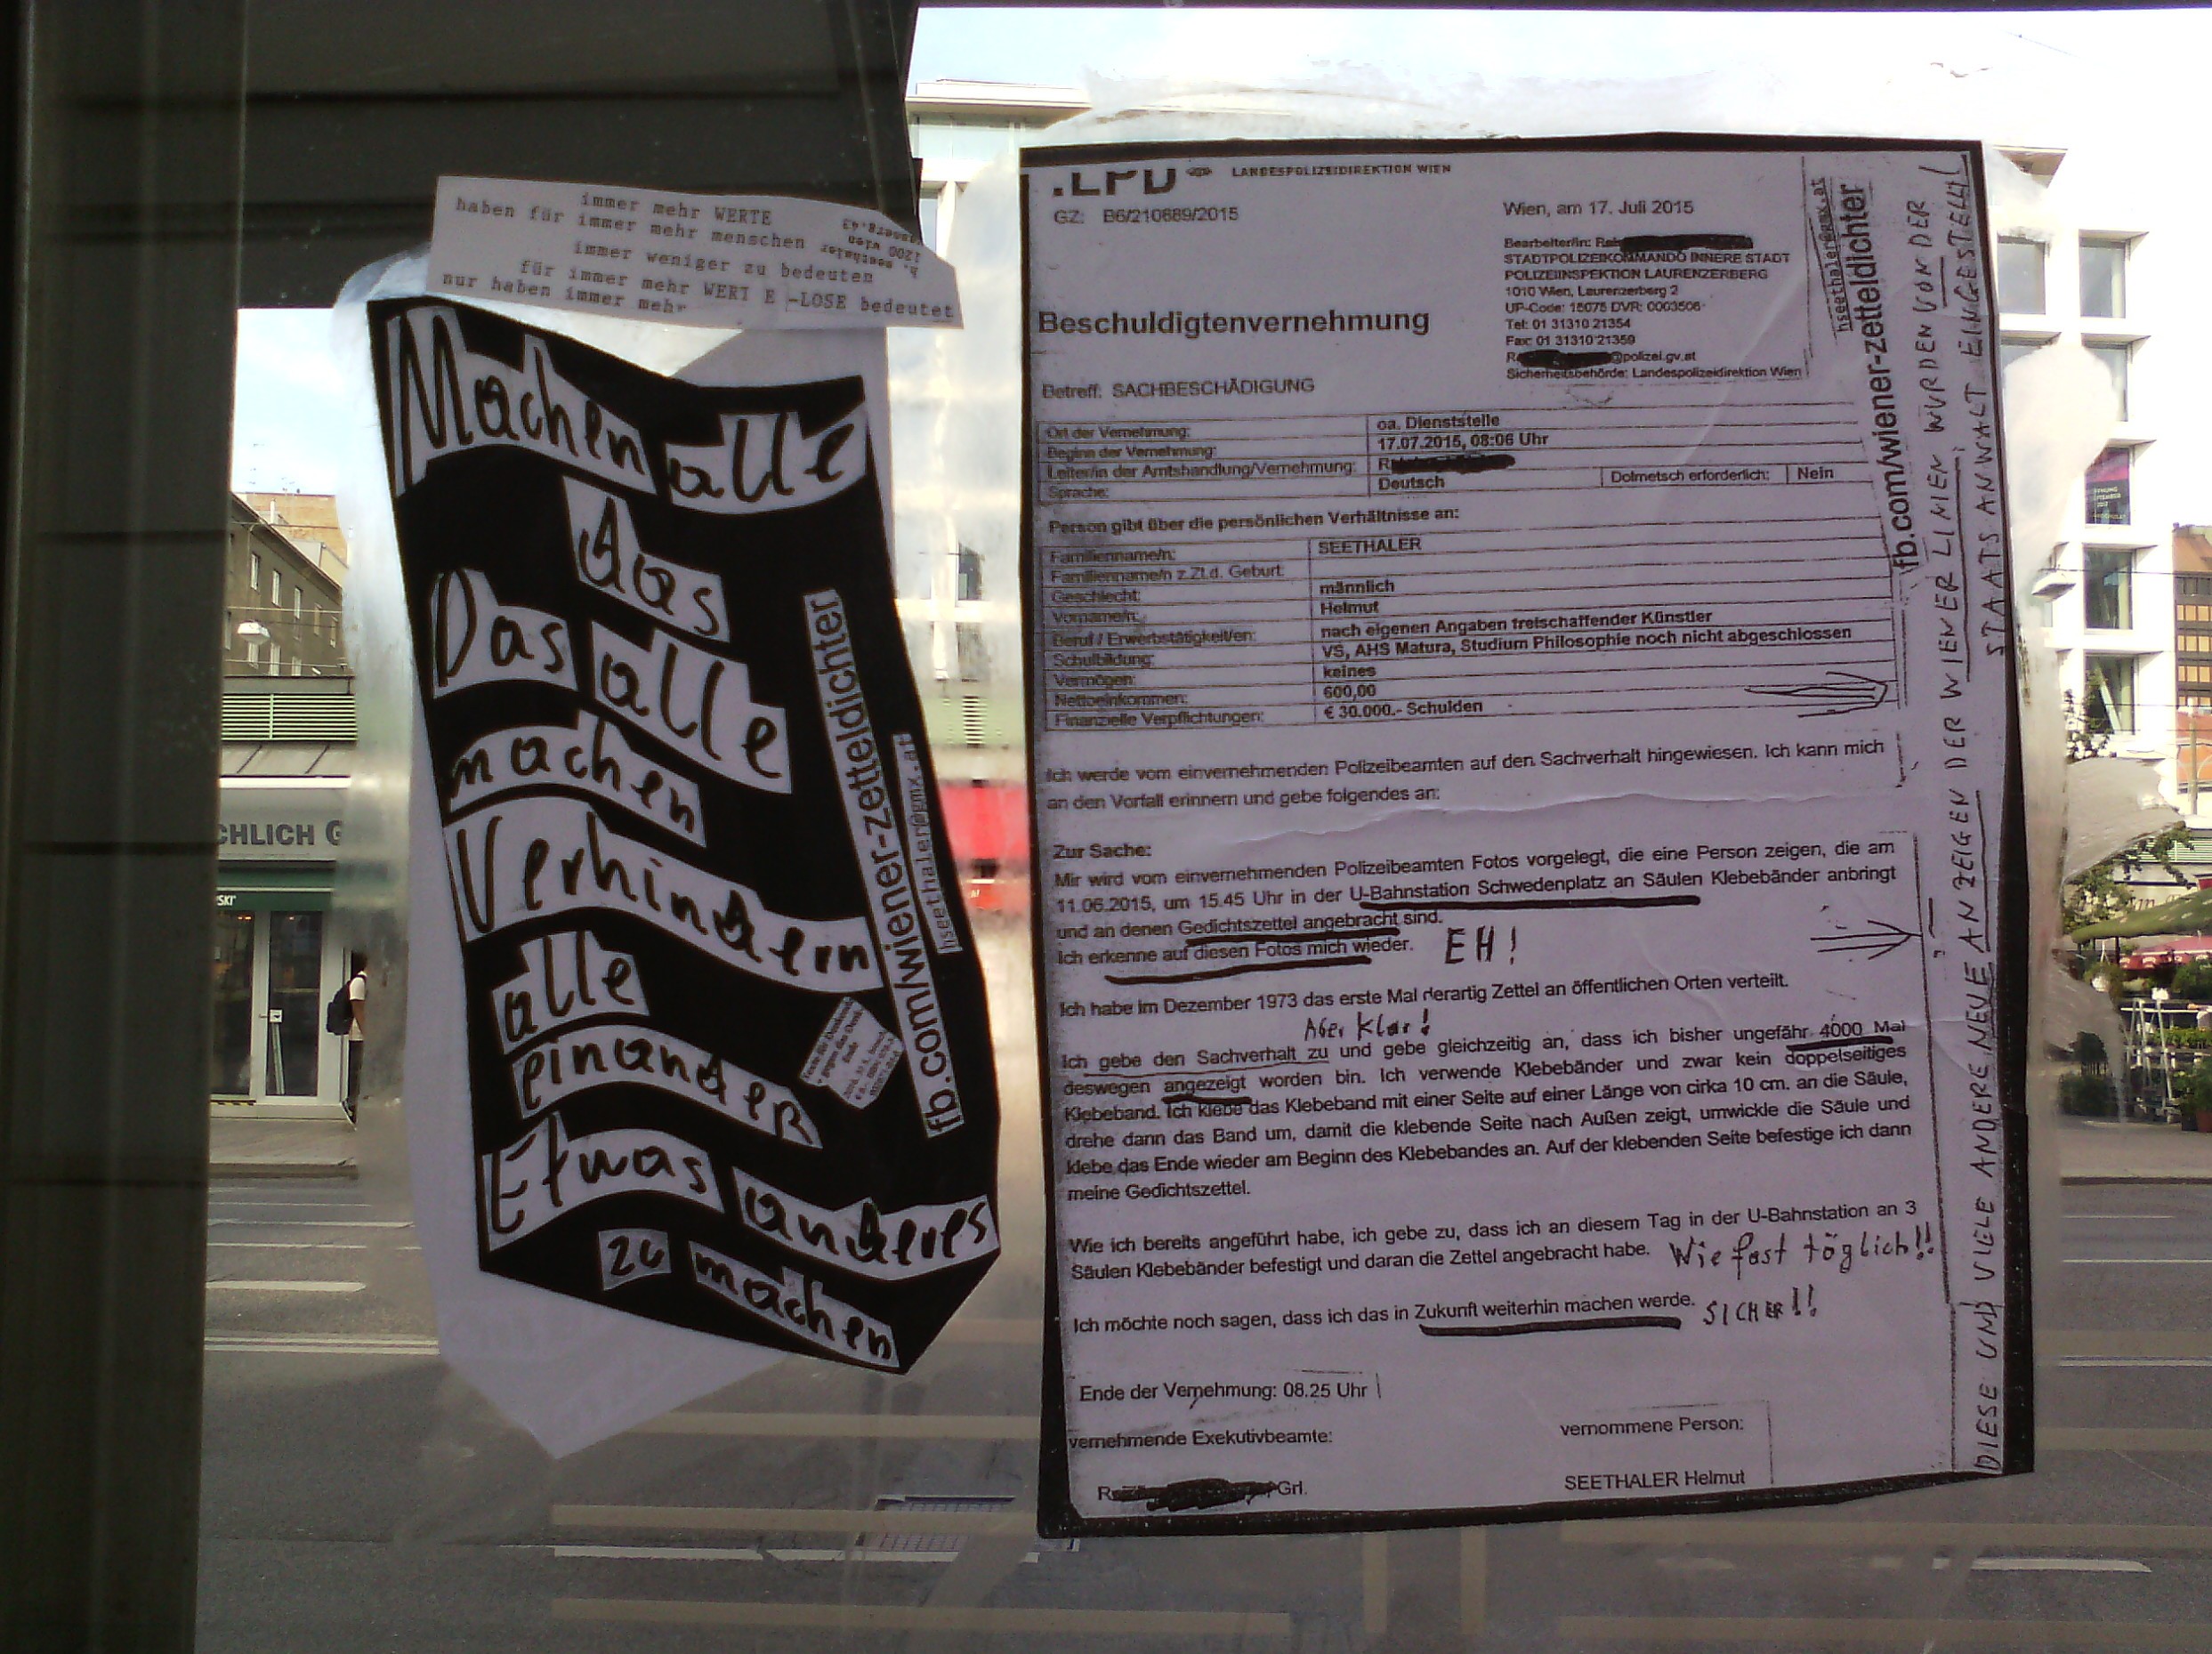 immer mehr WERTE
haben für immer mehr menschen
immer weniger zu bedeuten
für immer mehr WERT E -LOSE bedeutet
nur haben immer mehr
h. seethaler
1200 wien
Machen alle
das
Das alle
machen
Verhindern
alle
einander
Etwas anderes
zu machen
fb.com/wiener-zetteldichter
hseethaler@gmx.at
.LPD LANDESPOLIZEIDIREKTION WIEN
GZ: B6/210689/2015
Wien, am 17. Juli 2015
Bearbeiter/in:
STADTPOLIZEIKOMMANDO INNERE STADT
POLIZEIINSPEKTION LAURENZERBERG
1010 Wien, Laurenzerberg 2
UP-Code: 15075 DVR: 0003506
Tel: 01 31310 21354
Fax: 01 31310 21359
R @polizei.gv.at
Sicherheitsbehörde: Landespolizeidirektion Wien
Beschuldigtenvernehmung
Betreff: SACHBESCHÄDIGUNG
Ort der Vernehmung: oa. Dienststelle
Beginn der Vernehmung: 17.07.2015, 08:06 Uhr
Leiter/in der Amtshandlung/Vernehmung: R
Sprache: Deutsch Dolmetsch erforderlich: Nein
Person gibt über die persönlichen Verhältnisse an:
Familienname/n: SEETHALER
Familienname/n z.Zt.d. Geburt
Geschlecht: männlich
Vorname/n: Helmut
Beruf / Erwerbstätigkeit/en: nach eigenen Angaben freischaffender Künstler
Schulbildung: VS, AHS Matura, Studium Philosophie noch nicht abgeschlossen
Vermögen: keines
Nettoeinkommen: 600,00
Finanzielle Verpflichtungen: € 30.000.- Schulden
Ich werde vom einvernehmenden Polizeibeamten auf den Sachverhalt hingewiesen. Ich kann mich
an den Vorfall erinnern und gebe folgendes an:
Zur Sache:
Mir wird vom einvernehmenden Polizeibeamten Fotos vorgelegt, die eine Person zeigen, die am
11.06.2015, um 15.45 Uhr in der U-Bahnstation Schwedenplatz an Säulen Klebebänder anbringt
und an denen Gedichtszettel angebracht sind.
Ich erkenne auf diesen Fotos mich wieder. EH!
Ich habe im Dezember 1973 das erste Mal derartig Zettel an öffentlichen Orten verteilt.
Aber klar!
Ich gebe den Sachverhalt zu und gebe gleichzeitig an, dass ich bisher ungefähr 4000 Mal
deswegen angezeigt worden bin. Ich verwende Klebebänder und zwar kein doppelseitiges
Klebeband. Ich klebe das Klebeband mit einer Seite auf einer Länge von cirka 10 cm. an die Säule,
drehe dann das Band um, damit die klebende Seite nach Außen zeigt, umwickle die Säule und
klebe das Ende wieder am Beginn des Klebebandes an. Auf der klebenden Seite befestige ich dann
meine Gedichtszettel.
Wie ich bereits angeführt habe, ich gebe zu, dass ich an diesem Tag in der U-Bahnstation an 3
Säulen Klebebänder befestigt und daran die Zettel angebracht habe. Wie fast täglich!!
Ich möchte noch sagen, dass ich das in Zukunft weiterhin machen werde. SICHER!!
Ende der Vernehmung: 08.25 Uhr
vernehmende Exekutivbeamte:
vernommene Person:
R Grl.
SEETHALER Helmut
hseethaler@gmx.at
fb.com/wiener-zetteldichter
DIESE UND VIELE ANDERE NEUE ANZEIGEN DER WIENER LINIEN WURDEN VON DER
STAATSANWALT EINGESTELLT!
CHLICH G